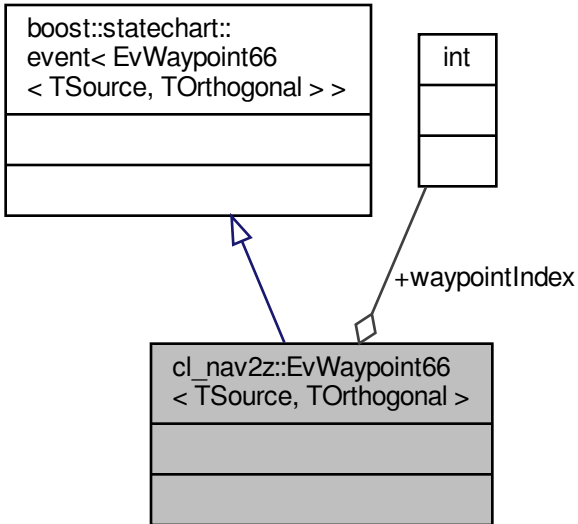 boost::statechart::
event< EvWaypoint66
< TSource, TOrthogonal > >
int
+waypointIndex
cl_nav2z::EvWaypoint66
< TSource, TOrthogonal >